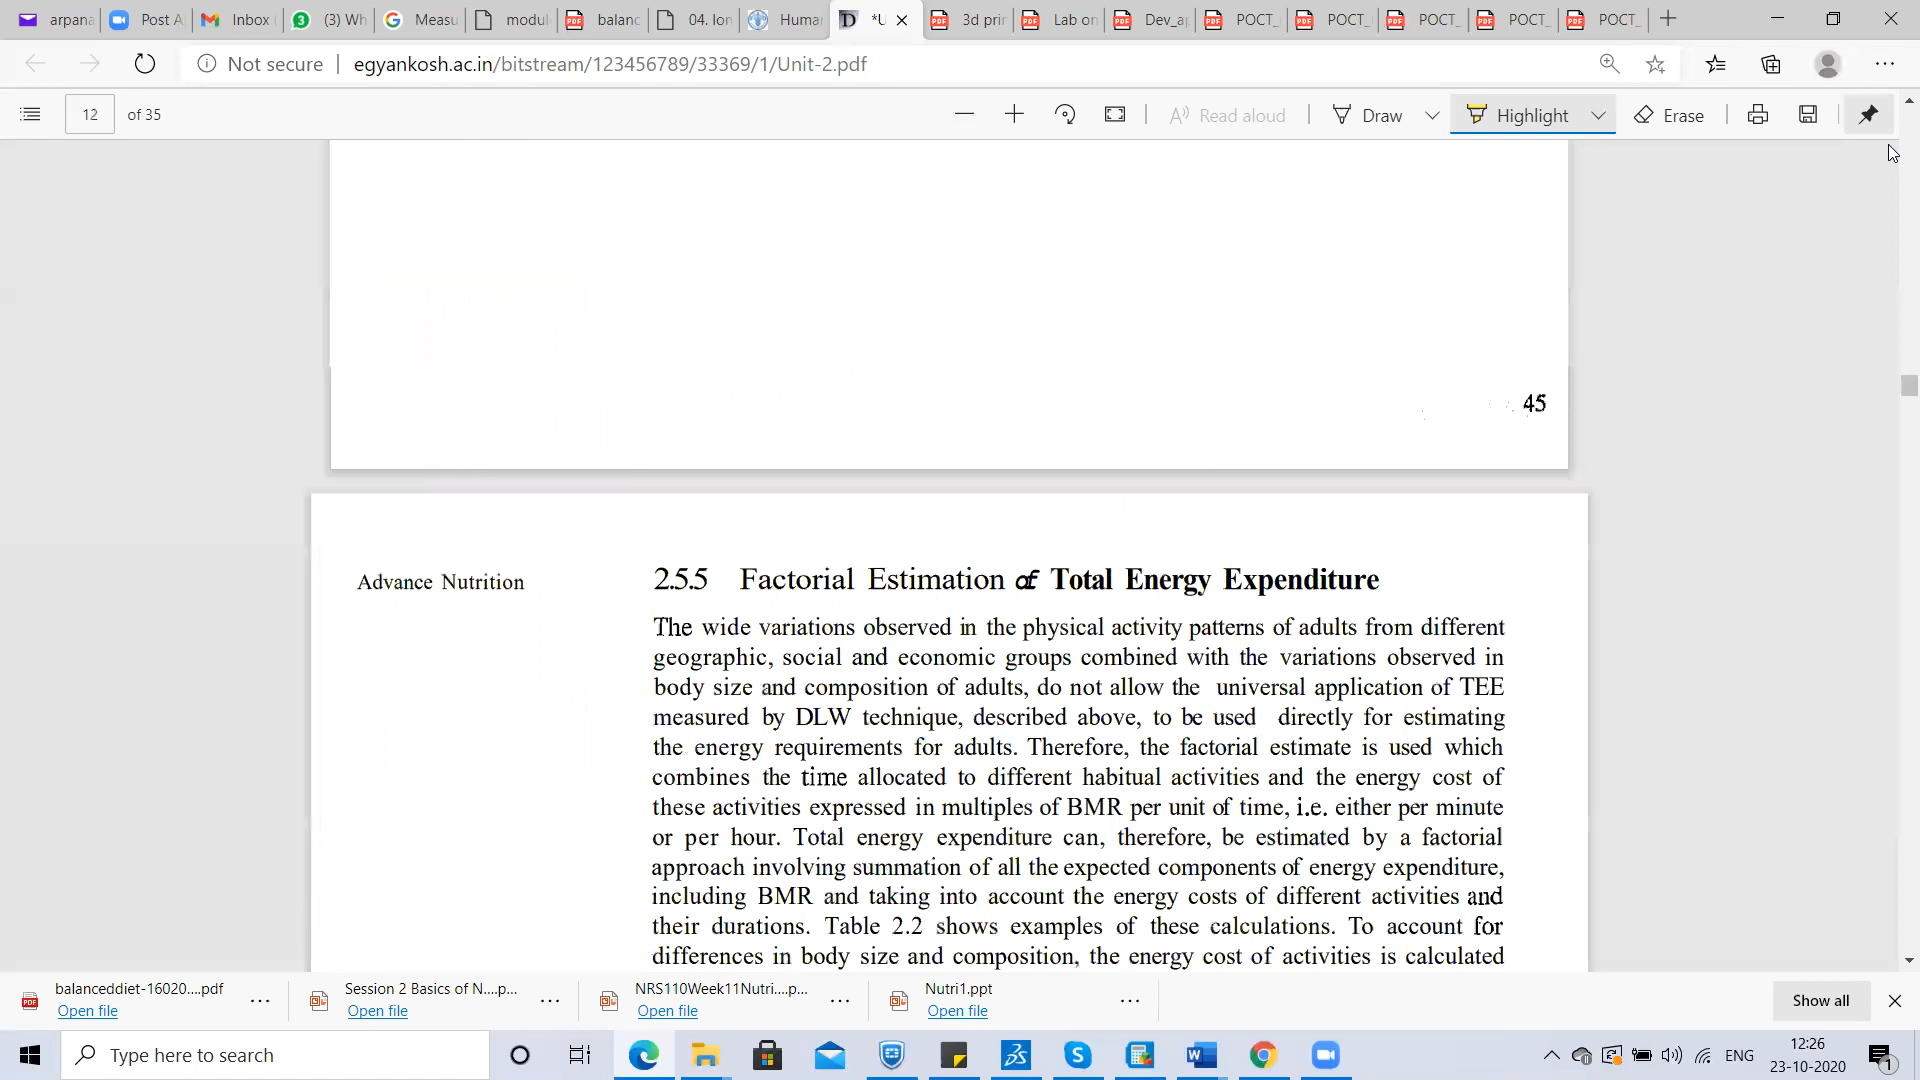 arpana
Post A
Inbox
(3) Wh
Measu
modul
balanc
04. Ion
Human
*U
3d prin
Lab on
Dev_a
POCT_
POCT_
POCT_
POCT_
POCT_
Not secure
egyankosh.ac.in/bitstream/123456789/33369/1/Unit-2.pdf
12 of 35
Read aloud
Draw
Highlight
Erase
45
Advance Nutrition
2.5.5 Factorial Estimation of Total Energy Expenditure
The wide variations observed in the physical activity patterns of adults from different
geographic, social and economic groups combined with the variations observed in
body size and composition of adults, do not allow the universal application of TEE
measured by DLW technique, described above, to be used directly for estimating
the energy requirements for adults. Therefore, the factorial estimate is used which
combines the time allocated to different habitual activities and the energy cost of
these activities expressed in multiples of BMR per unit of time, i.e. either per minute
or per hour. Total energy expenditure can, therefore, be estimated by a factorial
approach involving summation of all the expected components of energy expenditure,
including BMR and taking into account the energy costs of different activities and
their durations. Table 2.2 shows examples of these calculations. To account for
differences in body size and composition, the energy cost of activities is calculated
balanceddiet-16020....pdf
Open file
Session 2 Basics of N....p...
Open file
NRS110Week11Nutri....p...
Open file
Nutri1.ppt
Open file
Show all
Type here to search
ENG
12:26
23-10-2020
1